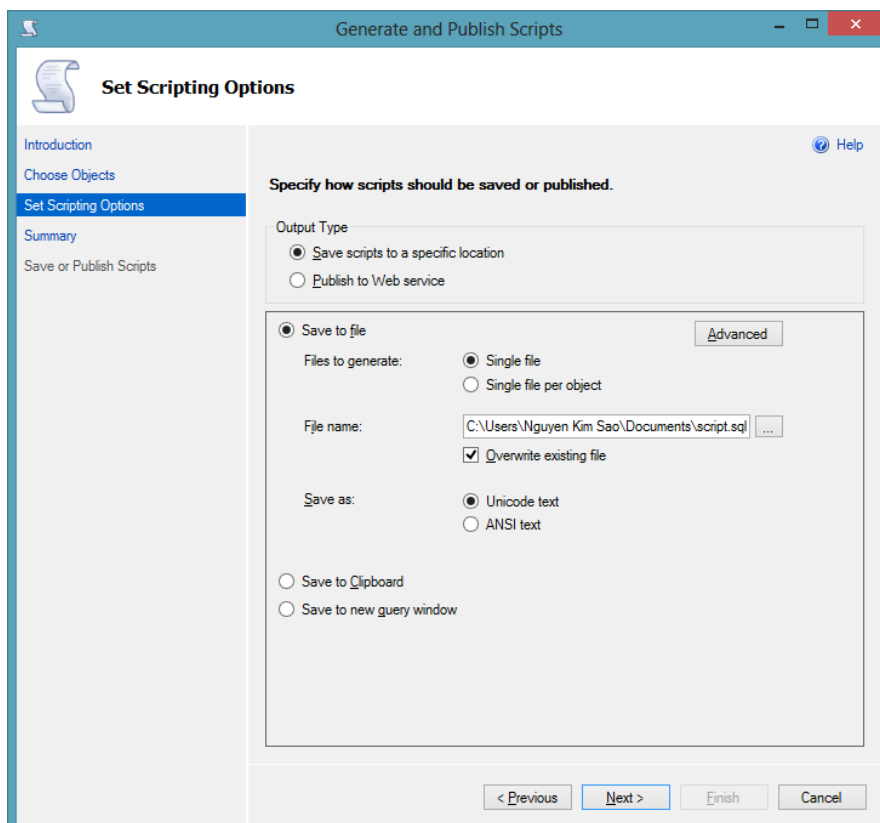 Generate and Publish Scripts
Set Scripting Options
Introduction
Choose Objects
Set Scripting Options
Summary
Save or Publish Scripts
Help
Specify how scripts should be saved or published.
Output Type
Save scripts to a specific location
Publish to Web service
Save to file
Advanced
Files to generate:
Single file
Single file per object
File name:
C:\Users\Nguyen Kim Sao\Documents\script.sql
...
Overwrite existing file
Save as:
Unicode text
ANSI text
Save to Clipboard
Save to new query window
< Previous
Next >
Finish
Cancel